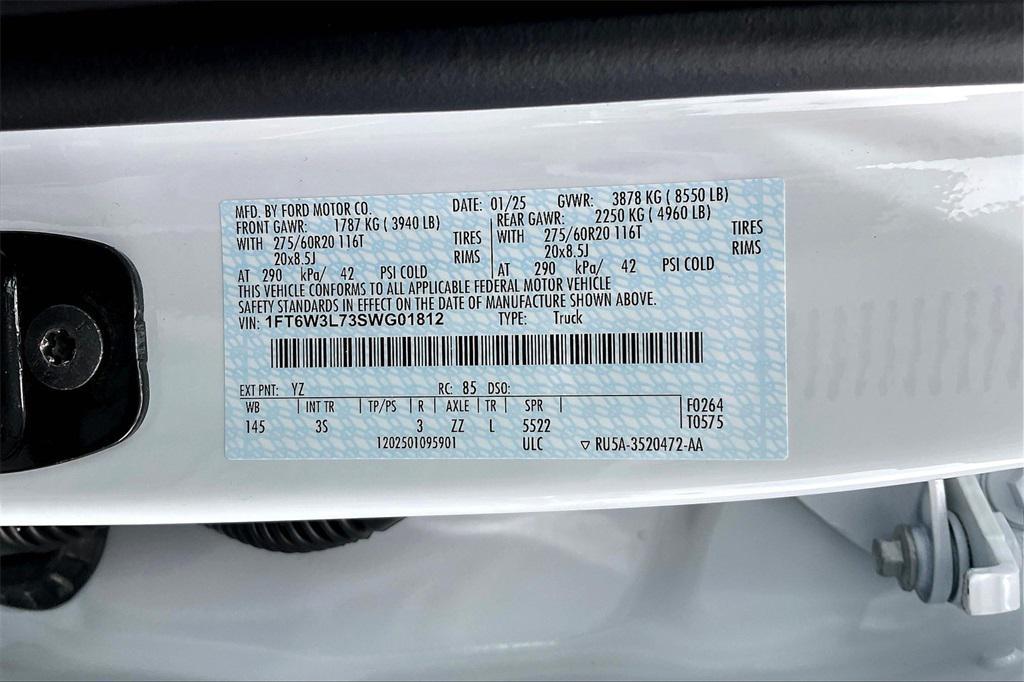 MFD. BY FORD MOTOR CO. DATE: 01/25 GVWR: 3878 KG ( 8550 LB)
FRONT GAWR: 1787 KG ( 3940 LB) REAR GAWR: 2250 KG ( 4960 LB)
WITH 275/60R20 116T TIRES WITH 275/60R20 116T TIRES
20x8.5J RIMS 20x8.5J RIMS
AT 290 kPa/ 42 PSI COLD AT 290 kPa/ 42 PSI COLD
THIS VEHICLE CONFORMS TO ALL APPLICABLE FEDERAL MOTOR VEHICLE
SAFETY STANDARDS IN EFFECT ON THE DATE OF MANUFACTURE SHOWN ABOVE.
VIN: 1FT6W3L73SWG01812 TYPE: Truck
EXT PNT: YZ RC: 85 DSO:
WB INT TR TP/PS R AXLE TR SPR F0264
145 3S 3 ZZ L 5522 T0575
1202501095901 ULC ▽ RU5A-3520472-AA